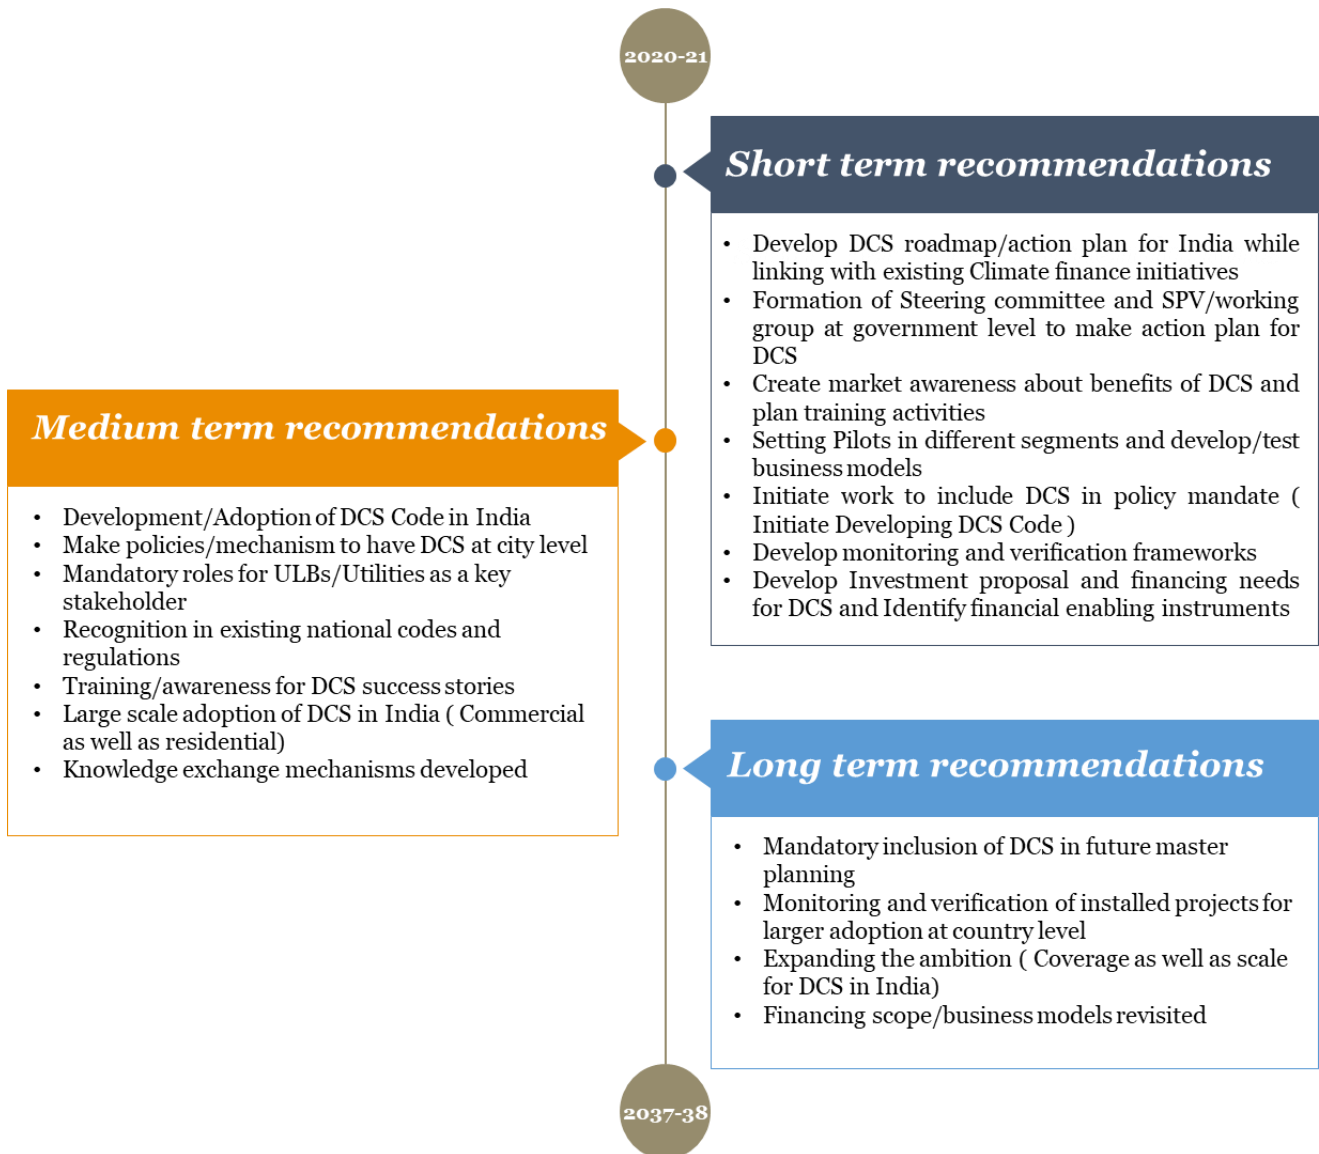 2020-21
Short term recommendations
• Develop DCS roadmap/action plan for India while
linking with existing Climate finance initiatives
• Formation of Steering committee and SPV/working
group at government level to make action plan for
DCS
• Create market awareness about benefits of DCS and
plan training activities
• Setting Pilots in different segments and develop/test
business models
• Initiate work to include DCS in policy mandate (
Initiate Developing DCS Code )
• Develop monitoring and verification frameworks
• Develop Investment proposal and financing needs
for DCS and Identify financial enabling instruments
Medium term recommendations
• Development/Adoption of DCS Code in India
• Make policies/mechanism to have DCS at city level
• Mandatory roles for ULBs/Utilities as a key
stakeholder
• Recognition in existing national codes and
regulations
• Training/awareness for DCS success stories
• Large scale adoption of DCS in India ( Commercial
as well as residential)
• Knowledge exchange mechanisms developed
Long term recommendations
• Mandatory inclusion of DCS in future master
planning
• Monitoring and verification of installed projects for
larger adoption at country level
• Expanding the ambition ( Coverage as well as scale
for DCS in India)
• Financing scope/business models revisited
2037-38